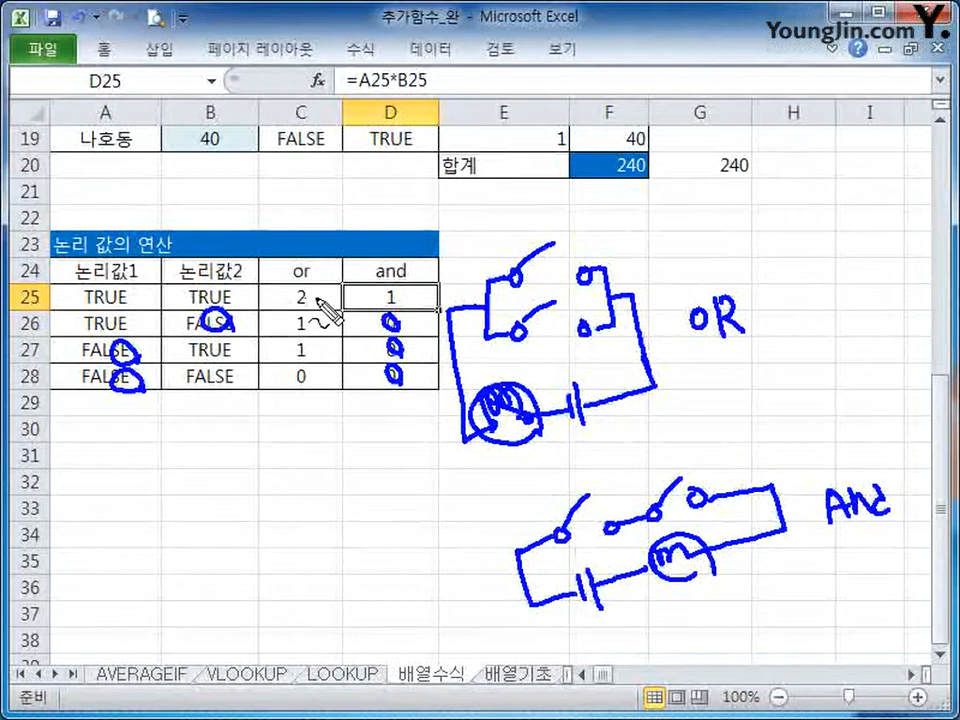 추가함수_완 - Microsoft Excel
YoungJin.com Y.
파일 홈 삽입 페이지 레이아웃 수식 데이터 검토 보기
D25 fx =A25*B25
A B C D E F G H I
19 나호동 40 FALSE TRUE 1 40
20 합계 240 240
21
22
23 논리 값의 연산
24 논리값1 논리값2 or and
25 TRUE TRUE 2 1
26 TRUE FALSE 1
27 FALSE TRUE 1
28 FALSE FALSE 0
OR
29
30
31
32
33 And
34
35
36
37
38
AVERAGEIF VLOOKUP LOOKUP 배열수식 배열기초
준비 100%